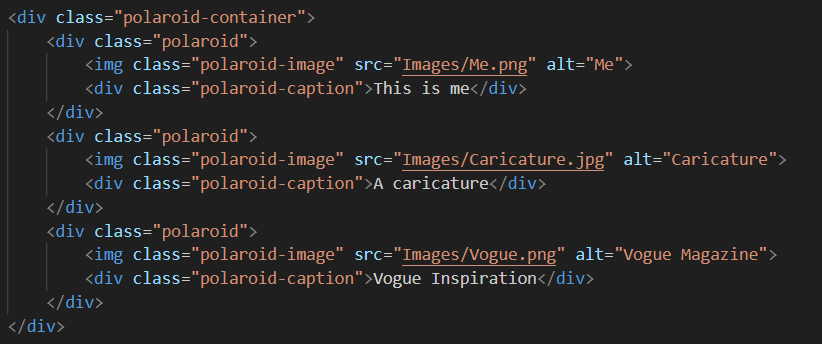 <div class="polaroid-container">
<div class="polaroid">
<img class="polaroid-image" src="Images/Me.png" alt="Me">
<div class="polaroid-caption">This is me</div>
</div>
<div class="polaroid">
<img class="polaroid-image" src="Images/Caricature.jpg" alt="Caricature">
<div class="polaroid-caption">A caricature</div>
</div>
<div class="polaroid">
<img class="polaroid-image" src="Images/Vogue.png" alt="Vogue Magazine">
<div class="polaroid-caption">Vogue Inspiration</div>
</div>
</div>